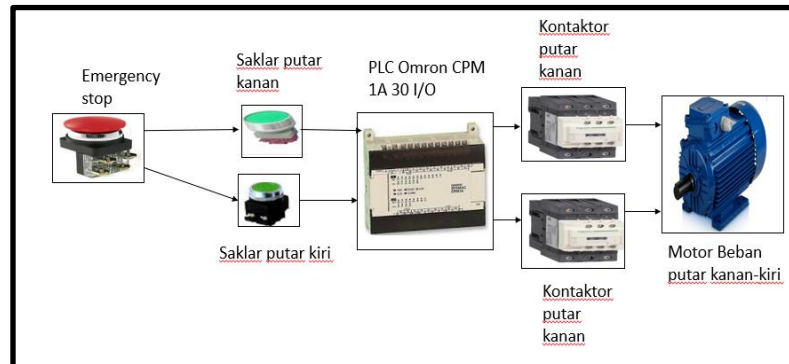 Emergency
stop
Saklar putar
kanan
Saklar putar kiri
PLC Omron CPM
1A 30 I/O
Kontaktor
putar
kanan
Kontaktor
putar
kanan
Motor Beban
putar kanan-kiri